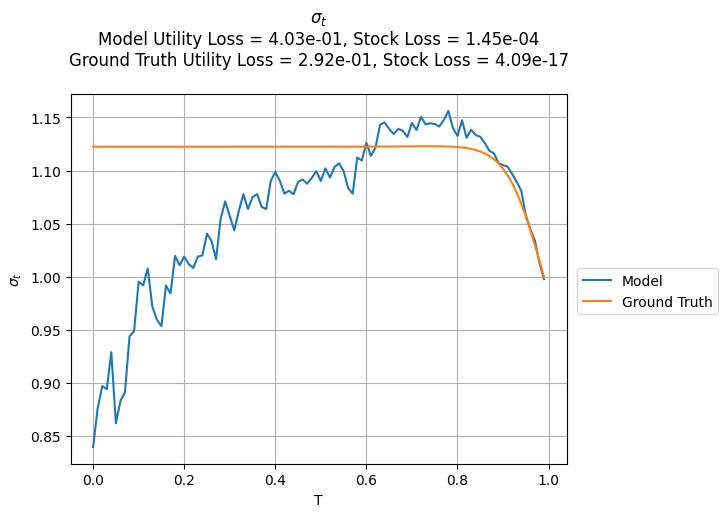 σₜ
Model Utility Loss = 4.03e-01, Stock Loss = 1.45e-04
Ground Truth Utility Loss = 2.92e-01, Stock Loss = 4.09e-17
1.15
1.10
1.05
1.00
0.95
0.90
0.85
σₜ
0.0 0.2 0.4 0.6 0.8 1.0
T
Model
Ground Truth